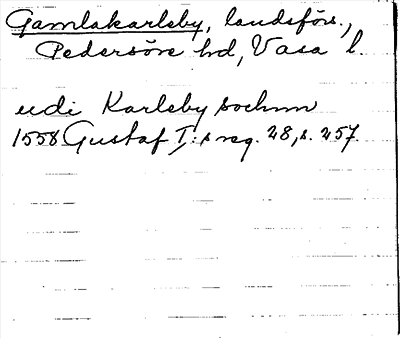 Gamlakarleby, landsförs.,
Pedersöre hd, Vasa l.
udi Karleby sochnn
1558 Gustaf I:s reg. 28, s. 257.